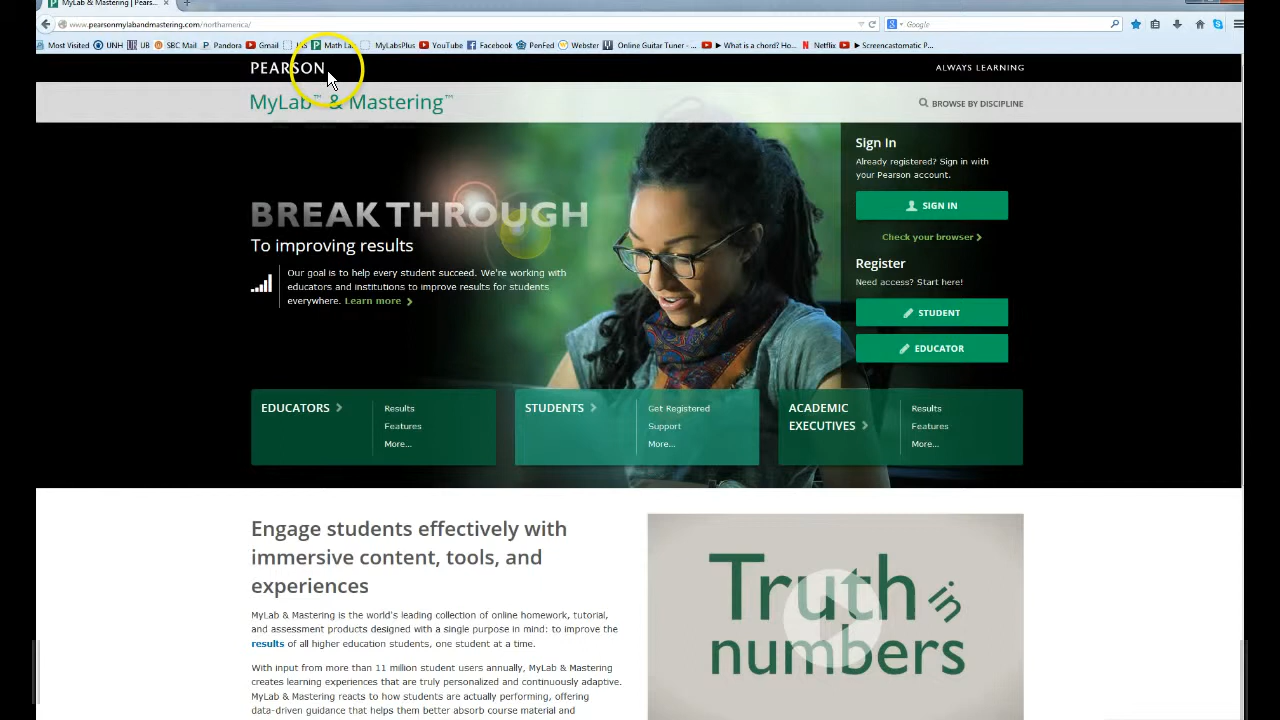 MyLab & Mastering | Pears...
www.pearsonmylabandmastering.com/northamerica/
Google
Most Visited UNH UB SBC Mail Pandora Gmail Math La MyLabsPlus YouTube Facebook PenFed Webster Online Guitar Tuner - ... What is a chord? Ho... Netflix Screencastomatic P...
PEARSON
ALWAYS LEARNING
MyLab™ & Mastering™
BROWSE BY DISCIPLINE
Sign In
Already registered? Sign in with
your Pearson account.
SIGN IN
Check your browser
Register
Need access? Start here!
STUDENT
EDUCATOR
BREAKTHROUGH
To improving results
Our goal is to help every student succeed. We're working with
educators and institutions to improve results for students
everywhere. Learn more
EDUCATORS
Results
Features
More...
STUDENTS
Get Registered
Support
More...
ACADEMIC
EXECUTIVES
Results
Features
More...
Engage students effectively with
immersive content, tools, and
experiences
MyLab & Mastering is the world's leading collection of online homework, tutorial,
and assessment products designed with a single purpose in mind: to improve the
results of all higher education students, one student at a time.
With input from more than 11 million student users annually, MyLab & Mastering
creates learning experiences that are truly personalized and continuously adaptive.
MyLab & Mastering reacts to how students are actually performing, offering
data-driven guidance that helps them better absorb course material and
Truth in
numbers